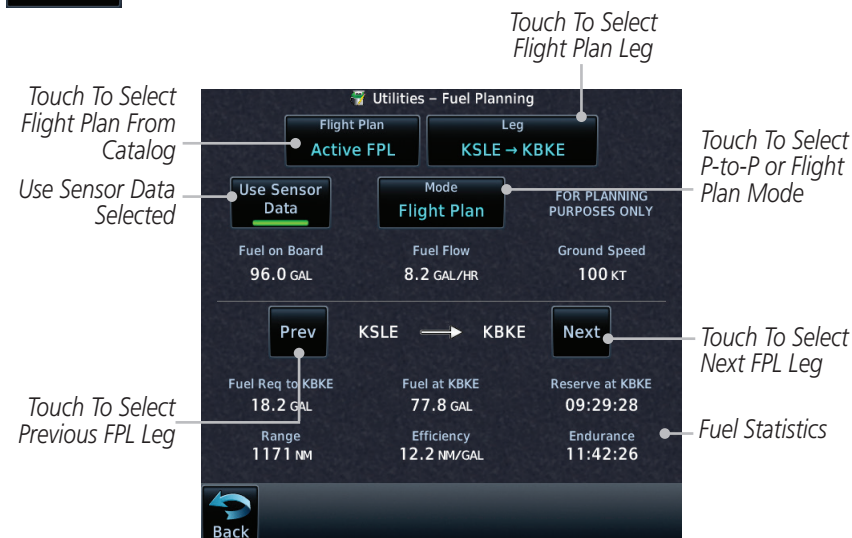 Touch To Select
Flight Plan Leg
Touch To Select
Flight Plan From
Catalog
Use Sensor Data
Selected
Utilities – Fuel Planning
Flight Plan
Active FPL
Leg
KSLE → KBKE
Use Sensor
Data
Mode
Flight Plan
FOR PLANNING
PURPOSES ONLY
Touch To Select
P-to-P or Flight
Plan Mode
Fuel on Board
96.0 GAL
Fuel Flow
8.2 GAL/HR
Ground Speed
100 KT
Prev
KSLE → KBKE
Next
Touch To Select
Next FPL Leg
Touch To Select
Previous FPL Leg
Fuel Req to KBKE
18.2 GAL
Fuel at KBKE
77.8 GAL
Reserve at KBKE
09:29:28
Range
1171 NM
Efficiency
12.2 NM/GAL
Endurance
11:42:26
Fuel Statistics
Back